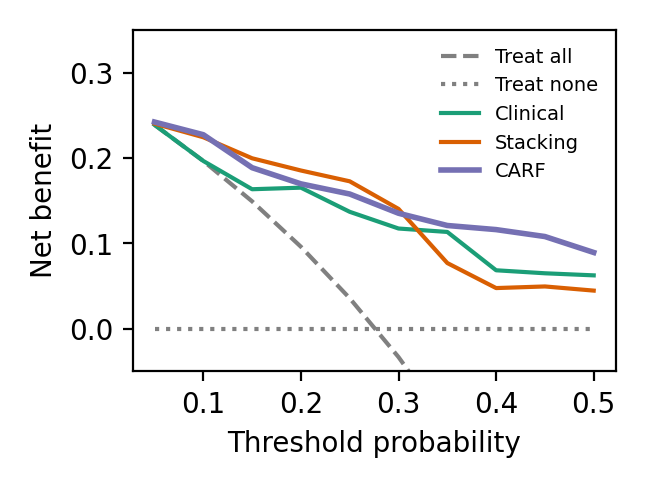 Treat all
Treat none
Clinical
Stacking
CARF
Net benefit
0.3
0.2
0.1
0.0
0.1 0.2 0.3 0.4 0.5
Threshold probability